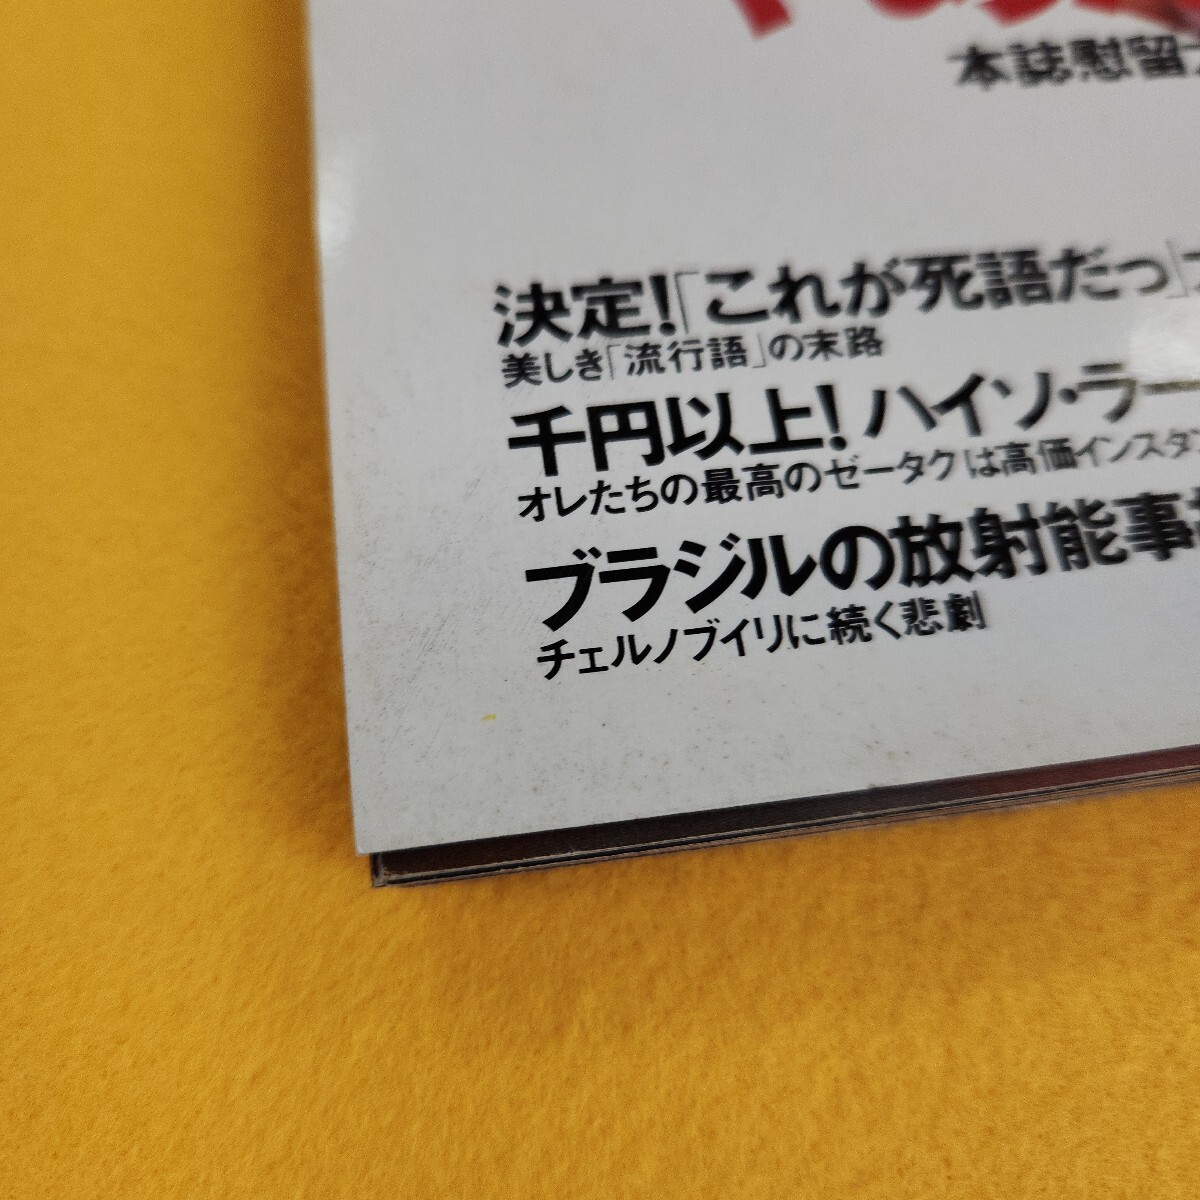 本誌慰留
決定!「これが死語だっ」
美しき「流行語」の末路
千円以上!ハイソ・ラー
オレたちの最高のゼータクは高価インスタン
ブラジルの放射能事
チェルノブイリに続く悲劇